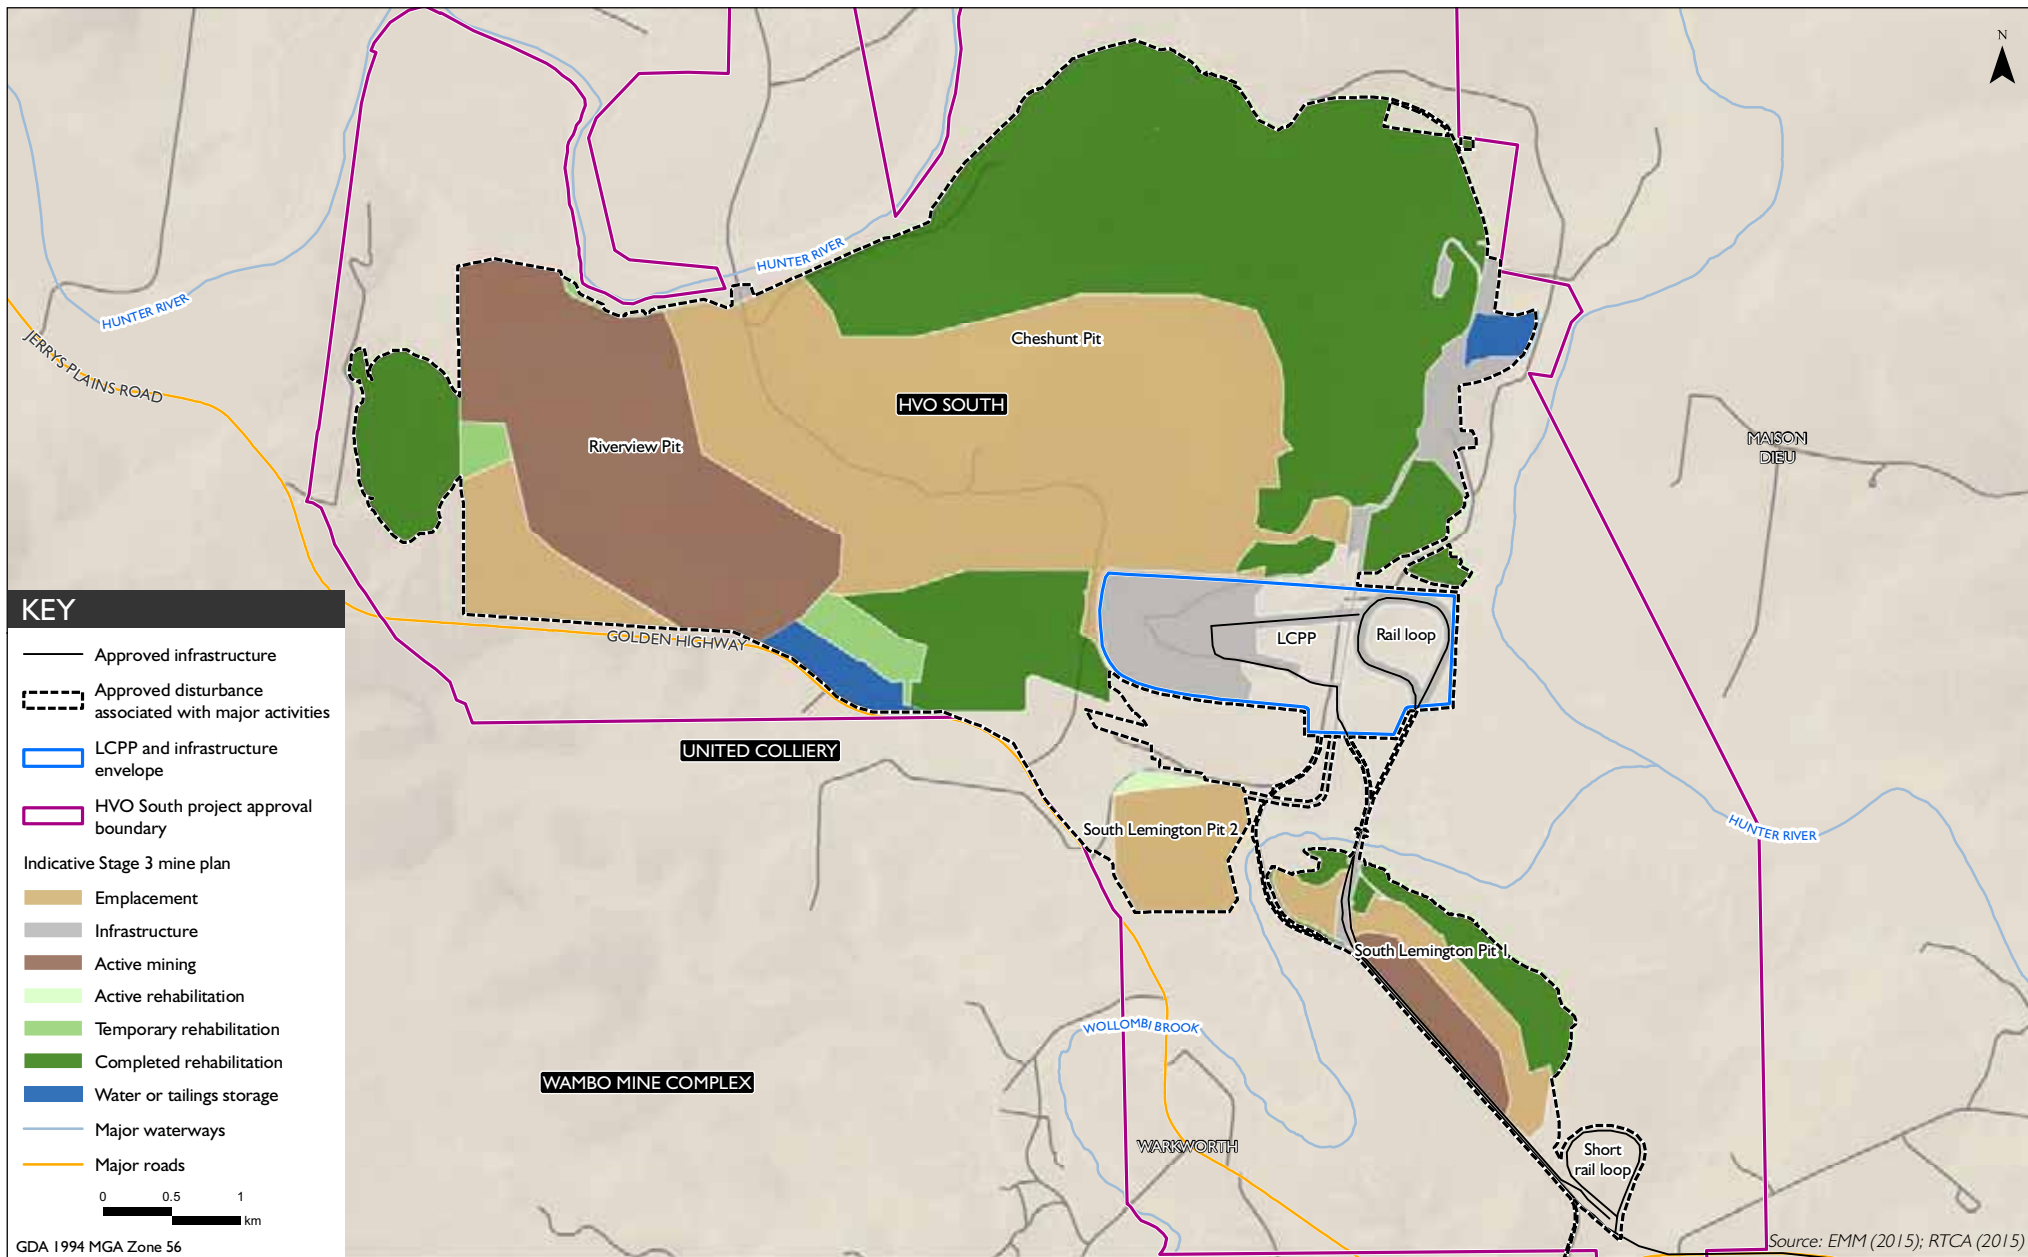 N
HUNTER RIVER
HUNTER RIVER
JERRYS PLAINS ROAD
Cheshunt Pit
HVO SOUTH
Riverview Pit
MAISON
DIEU
GOLDEN HIGHWAY
LCPP
Rail loop
UNITED COLLIERY
South Lemington Pit 2
HUNTER RIVER
South Lemington Pit 1
WOLLOMBI BROOK
WAMBO MINE COMPLEX
WARKWORTH
Short
rail loop
KEY
Approved infrastructure
Approved disturbance
associated with major activities
LCPP and infrastructure
envelope
HVO South project approval
boundary
Indicative Stage 3 mine plan
Emplacement
Infrastructure
Active mining
Active rehabilitation
Temporary rehabilitation
Completed rehabilitation
Water or tailings storage
Major waterways
Major roads
0 0.5 1
km
GDA 1994 MGA Zone 56
Source: EMM (2015); RTCA (2015)